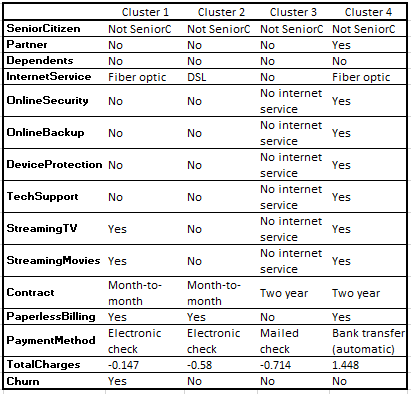 Cluster 1 Cluster 2 Cluster 3 Cluster 4
SeniorCitizen Not SeniorC Not SeniorC Not SeniorC Not SeniorC
Partner No No No Yes
Dependents No No No No
InternetService Fiber optic DSL No Fiber optic
OnlineSecurity No No No internet service Yes
OnlineBackup No No No internet service Yes
DeviceProtection No No No internet service Yes
TechSupport No No No internet service Yes
StreamingTV Yes No No internet service Yes
StreamingMovies Yes No No internet service Yes
Contract Month-to-month Month-to-month Two year Two year
PaperlessBilling Yes Yes No Yes
PaymentMethod Electronic check Electronic check Mailed check Bank transfer (automatic)
TotalCharges -0.147 -0.58 -0.714 1.448
Churn Yes No No No